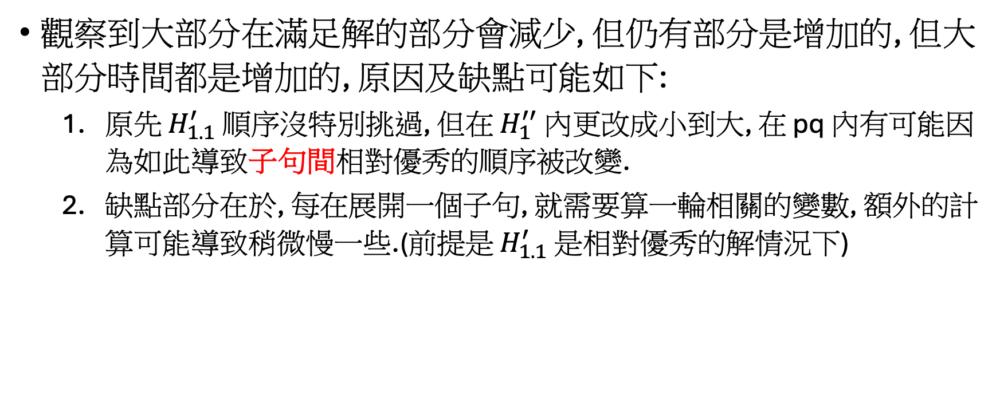 • 觀察到大部分在滿足解的部分會減少, 但仍有部分是增加的, 但大
部分時間都是增加的, 原因及缺點可能如下:
1. 原先 H′₁.₁ 順序沒特別挑過, 但在 H″₁ 內更改成小到大, 在 pq 內有可能因
為如此導致子句間相對優秀的順序被改變.
2. 缺點部分在於, 每在展開一個子句, 就需要算一輪相關的變數, 額外的計
算可能導致稍微慢一些.(前提是 H′₁.₁ 是相對優秀的解情況下)